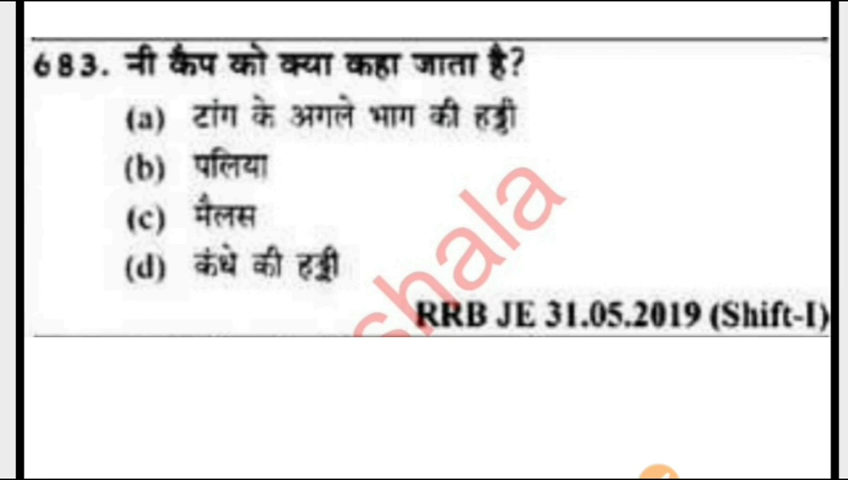 683. नी कैप को क्या कहा जाता है?
(a) टांग के अगले भाग की हड्डी
(b) पलिया
(c) मैलस
(d) कंधे की हड्डी
shala
RRB JE 31.05.2019 (Shift-I)